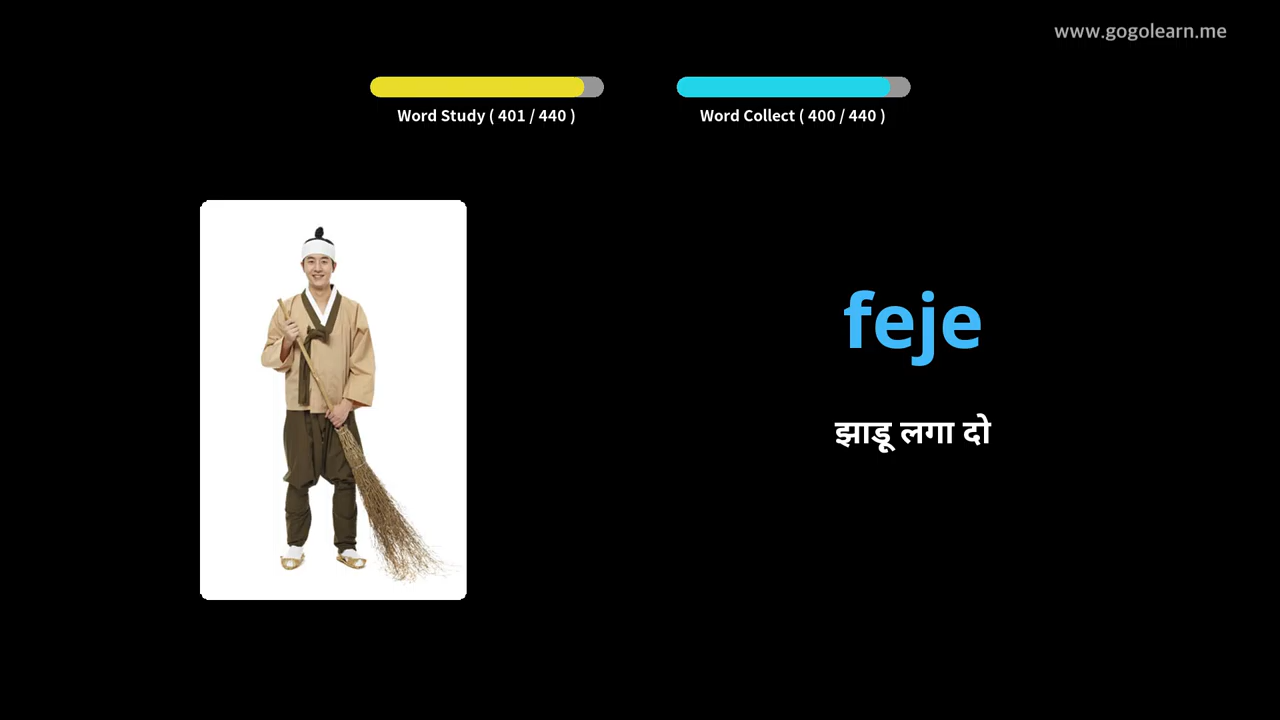 www.gogolearn.me
Word Study ( 401 / 440 )
Word Collect ( 400 / 440 )
feje
झाडू लगा दो